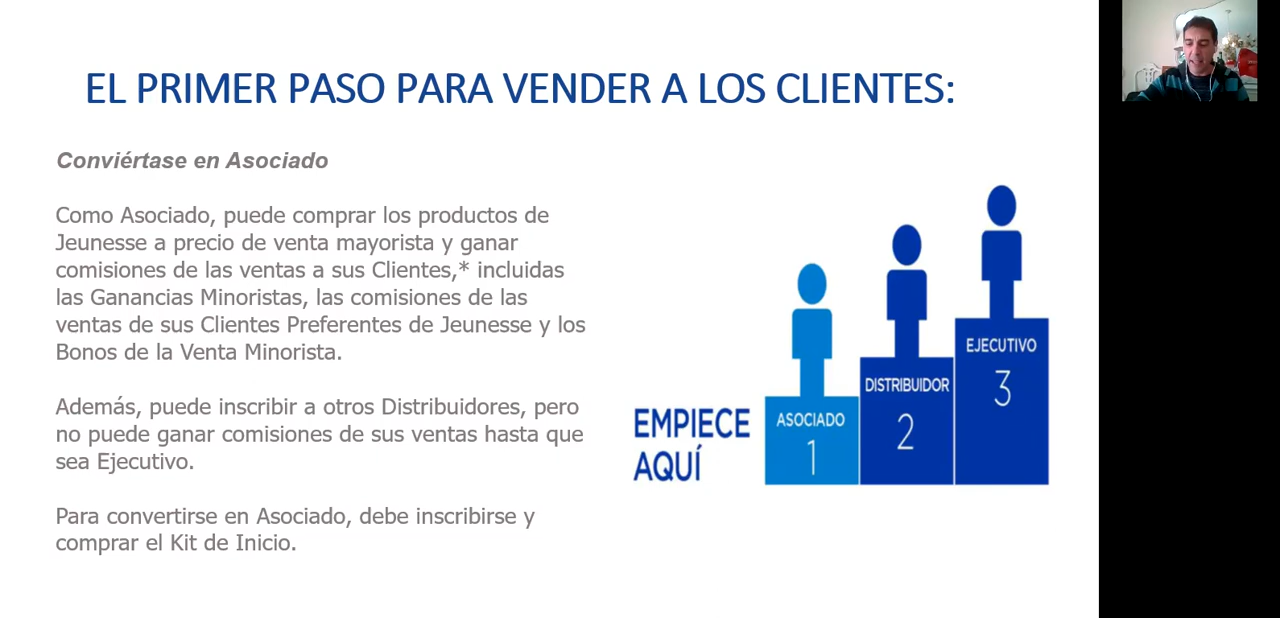 EL PRIMER PASO PARA VENDER A LOS CLIENTES:
Conviértase en Asociado
Como Asociado, puede comprar los productos de
Jeunesse a precio de venta mayorista y ganar
comisiones de las ventas a sus Clientes,* incluidas
las Ganancias Minoristas, las comisiones de las
ventas de sus Clientes Preferentes de Jeunesse y los
Bonos de la Venta Minorista.
Además, puede inscribir a otros Distribuidores, pero
no puede ganar comisiones de sus ventas hasta que
sea Ejecutivo.
Para convertirse en Asociado, debe inscribirse y
comprar el Kit de Inicio.
EMPIECE
AQUÍ
ASOCIADO
1
DISTRIBUIDOR
2
EJECUTIVO
3